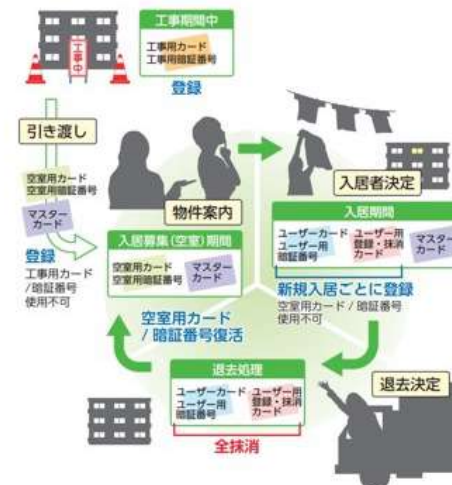 工事期間中
工事用カード
工事用暗証番号
登録
工事中
引き渡し
空室用カード
空室用暗証番号
マスター
カード
登録
工事用カード
/暗証番号
使用不可
物件案内
入居募集(空室)期間
空室用カード
空室用暗証番号
マスター
カード
入居者決定
入居期間
ユーザーカード
ユーザー用
暗証番号
ユーザー用
登録・抹消
カード
マスター
カード
新規入居ごとに登録
空室用カード/暗証番号
使用不可
空室用カード
/暗証番号復活
退去処理
ユーザーカード
ユーザー用
暗証番号
ユーザー用
登録・抹消
カード
全抹消
退去決定